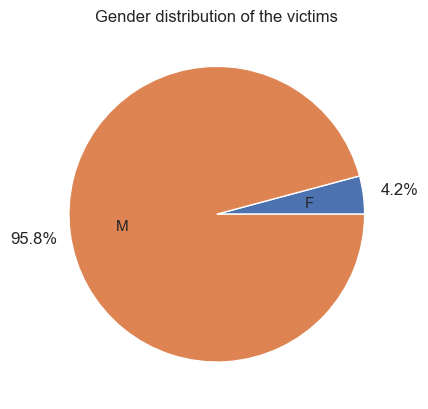 Gender distribution of the victims
4.2%
F
M
95.8%